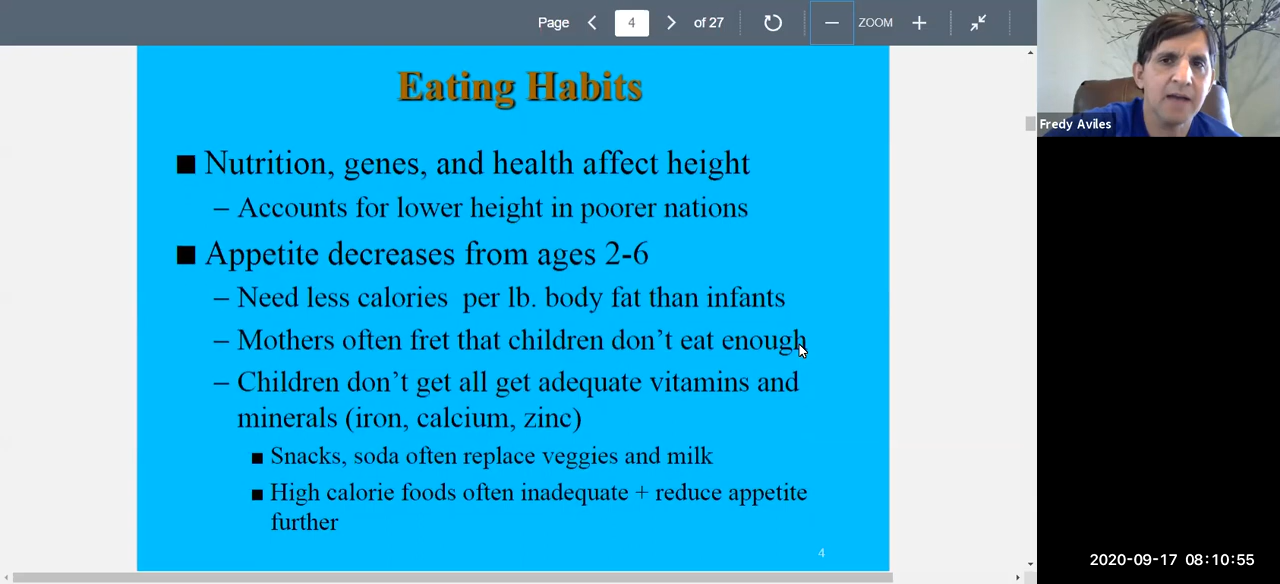 Page 4 of 27 ZOOM
Fredy Aviles
Eating Habits
■ Nutrition, genes, and health affect height
– Accounts for lower height in poorer nations
■ Appetite decreases from ages 2-6
– Need less calories per lb. body fat than infants
– Mothers often fret that children don’t eat enough
– Children don’t get all get adequate vitamins and
minerals (iron, calcium, zinc)
■ Snacks, soda often replace veggies and milk
■ High calorie foods often inadequate + reduce appetite
further
4
2020-09-17 08:10:55